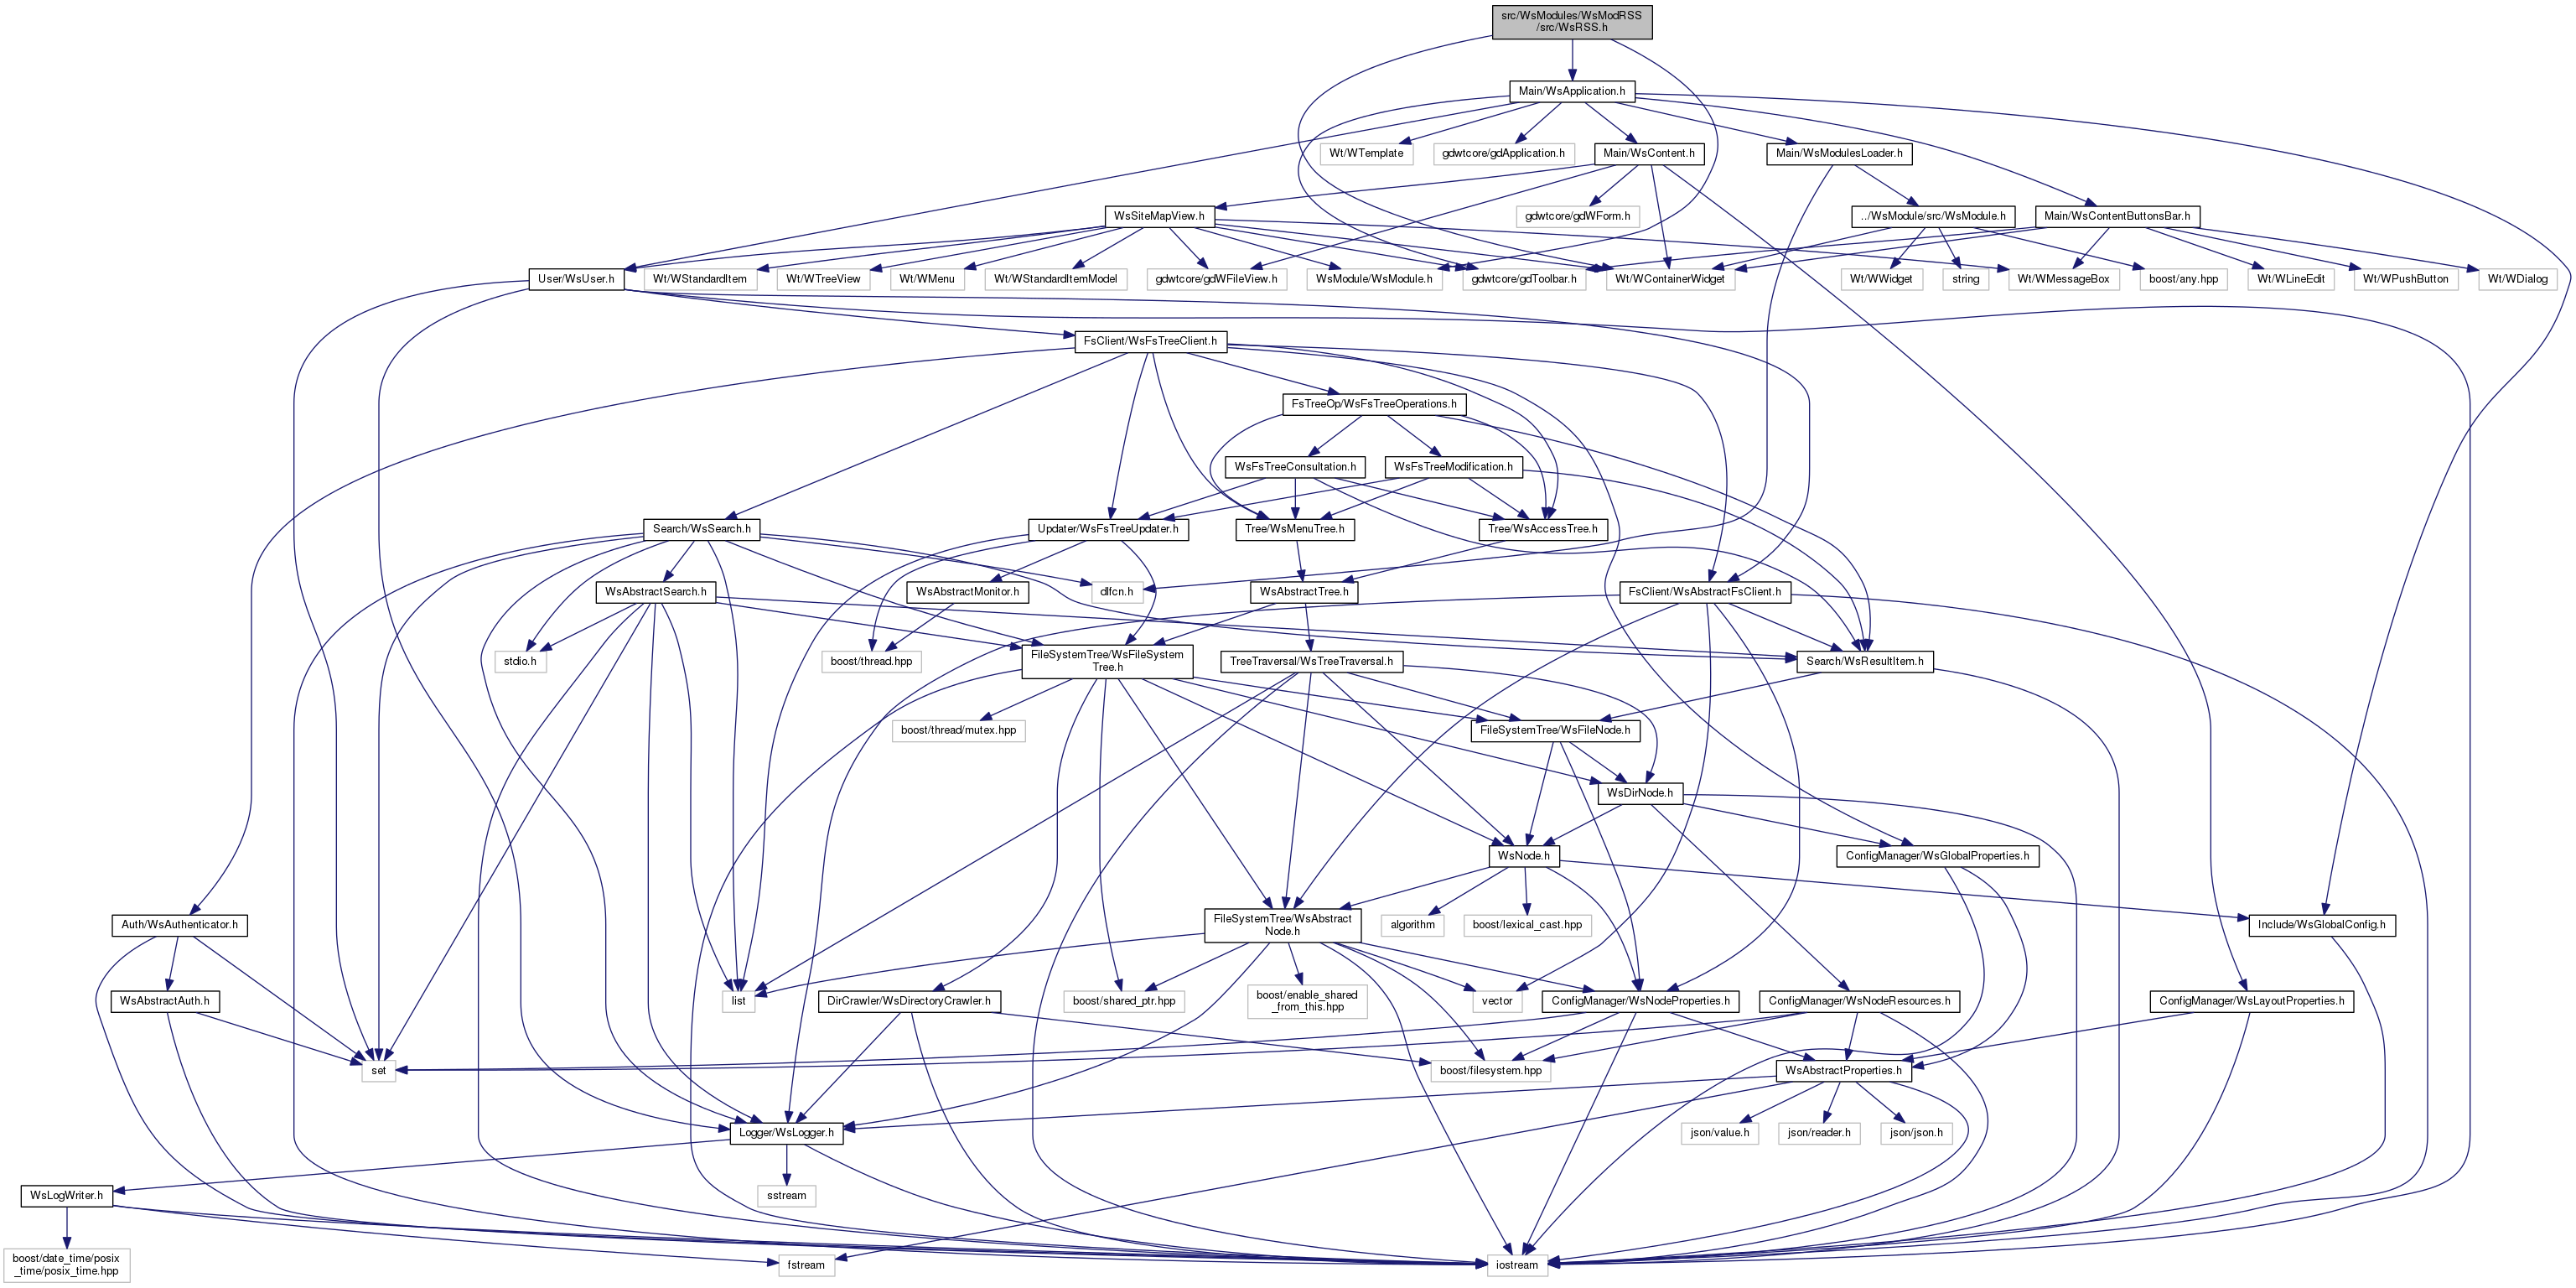 src/WsModules/WsModRSS
/src/WsRSS.h
Main/WsApplication.h
Wt/WTemplate
gdwtcore/gdApplication.h
Main/WsContent.h
Main/WsModulesLoader.h
WsSiteMapView.h
gdwtcore/gdWForm.h
../WsModule/src/WsModule.h
Main/WsContentButtonsBar.h
User/WsUser.h
Wt/WStandardItem
Wt/WTreeView
Wt/WMenu
Wt/WStandardItemModel
gdwtcore/gdWFileView.h
WsModule/WsModule.h
gdwtcore/gdToolbar.h
Wt/WContainerWidget
Wt/WWidget
string
Wt/WMessageBox
boost/any.hpp
Wt/WLineEdit
Wt/WPushButton
Wt/WDialog
FsClient/WsFsTreeClient.h
FsTreeOp/WsFsTreeOperations.h
WsFsTreeConsultation.h
WsFsTreeModification.h
Search/WsSearch.h
Updater/WsFsTreeUpdater.h
Tree/WsMenuTree.h
Tree/WsAccessTree.h
WsAbstractSearch.h
WsAbstractMonitor.h
dlfcn.h
WsAbstractTree.h
FsClient/WsAbstractFsClient.h
stdio.h
boost/thread.hpp
FileSystemTree/WsFileSystem
Tree.h
TreeTraversal/WsTreeTraversal.h
Search/WsResultItem.h
boost/thread/mutex.hpp
FileSystemTree/WsFileNode.h
WsDirNode.h
WsNode.h
ConfigManager/WsGlobalProperties.h
Auth/WsAuthenticator.h
FileSystemTree/WsAbstract
Node.h
algorithm
boost/lexical_cast.hpp
Include/WsGlobalConfig.h
WsAbstractAuth.h
list
DirCrawler/WsDirectoryCrawler.h
boost/shared_ptr.hpp
boost/enable_shared
_from_this.hpp
vector
ConfigManager/WsNodeProperties.h
ConfigManager/WsNodeResources.h
ConfigManager/WsLayoutProperties.h
set
boost/filesystem.hpp
WsAbstractProperties.h
Logger/WsLogger.h
json/value.h
json/reader.h
json/json.h
WsLogWriter.h
sstream
boost/date_time/posix
_time/posix_time.hpp
fstream
iostream